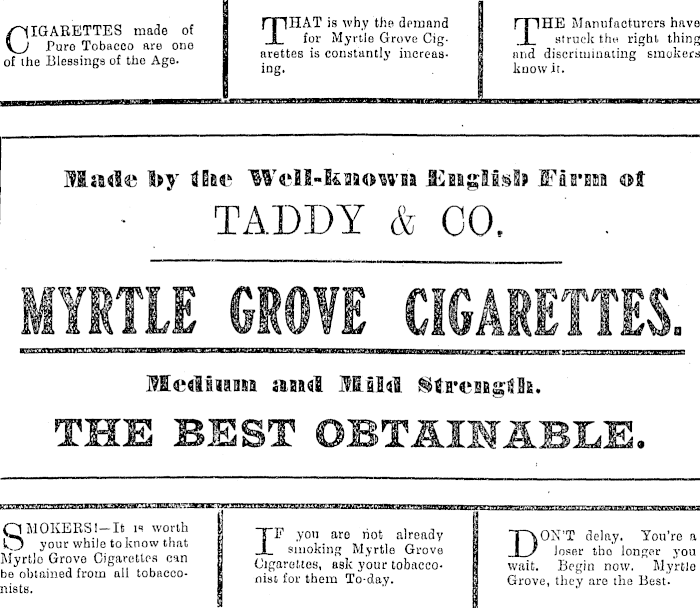 CIGARETTES made of
Pure Tobacco are one
of the Blessings of the Age.
THAT is why the demand
for Myrtle Grove Cig-
arettes is constantly increas-
ing.
THE Manufacturers have
struck the right thing
and discriminating smokers
know it.
Made by the Well-known English Firm of
TADDY & CO.
MYRTLE GROVE CIGARETTES.
Medium and Mild Strength.
THE BEST OBTAINABLE.
SMOKERS!—It is worth
your while to know that
Myrtle Grove Cigarettes can
be obtained from all tobacco-
nists.
IF you are not already
smoking Myrtle Grove
Cigarettes, ask your tobacco-
nist for them To-day.
DON'T delay. You're a
loser the longer you
wait. Begin now. Myrtle
Grove, they are the Best.